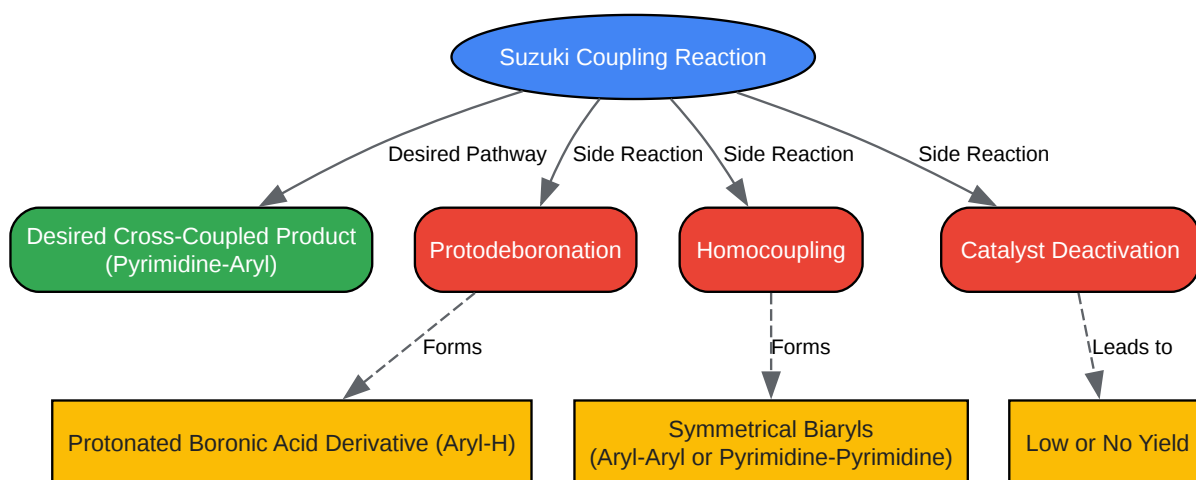 Suzuki Coupling Reaction
Desired Pathway
Side Reaction
Side Reaction
Side Reaction
Desired Cross-Coupled Product
(Pyrimidine-Aryl)
Protodeboronation
Homocoupling
Catalyst Deactivation
Forms
Forms
Leads to
Protonated Boronic Acid Derivative (Aryl-H)
Symmetrical Biaryls
(Aryl-Aryl or Pyrimidine-Pyrimidine)
Low or No Yield